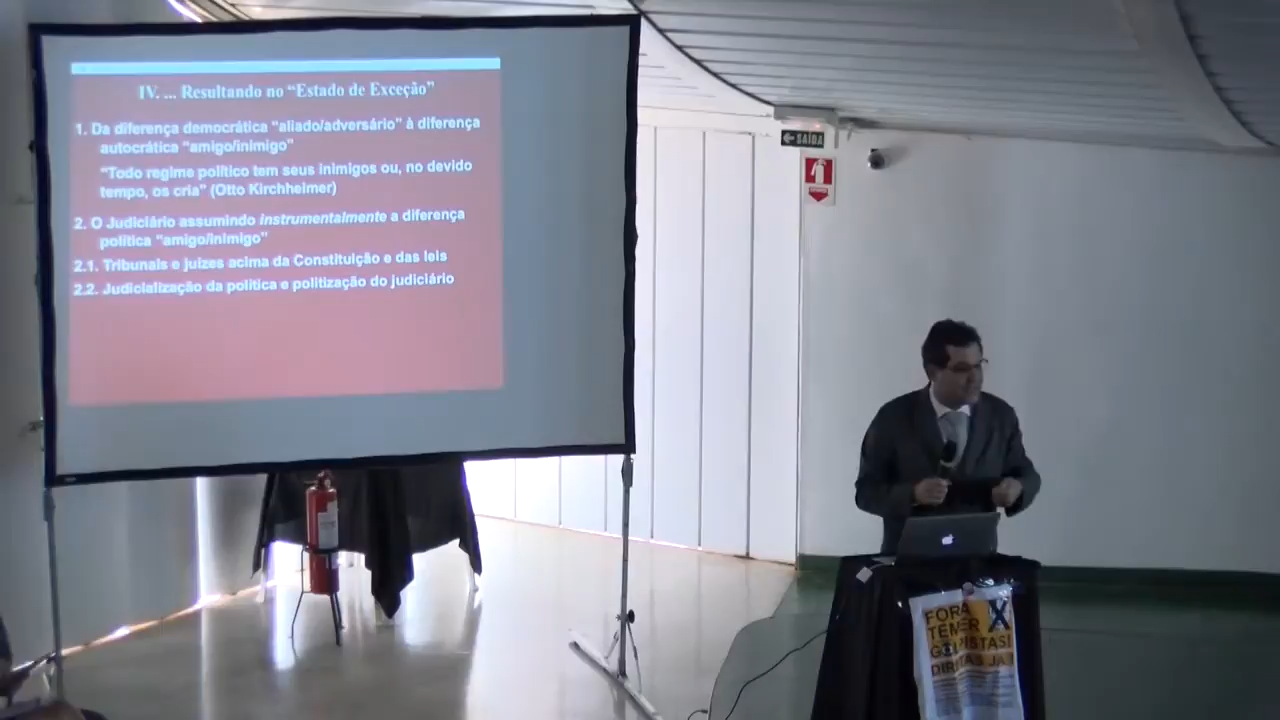 IV. ... Resultando no “Estado de Exceção”
1. Da diferença democrática “aliado/adversário” à diferença
autocrática “amigo/inimigo”
“Todo regime político tem seus inimigos ou, no devido
tempo, os cria” (Otto Kirchheimer)
2. O Judiciário assumindo instrumentalmente a diferença
política “amigo/inimigo”
2.1. Tribunais e juízes acima da Constituição e das leis
2.2. Judicialização da política e politização do judiciário
SAÍDA
FORA
TEMER
GOLPISTAS!
DIRETAS JÁ!